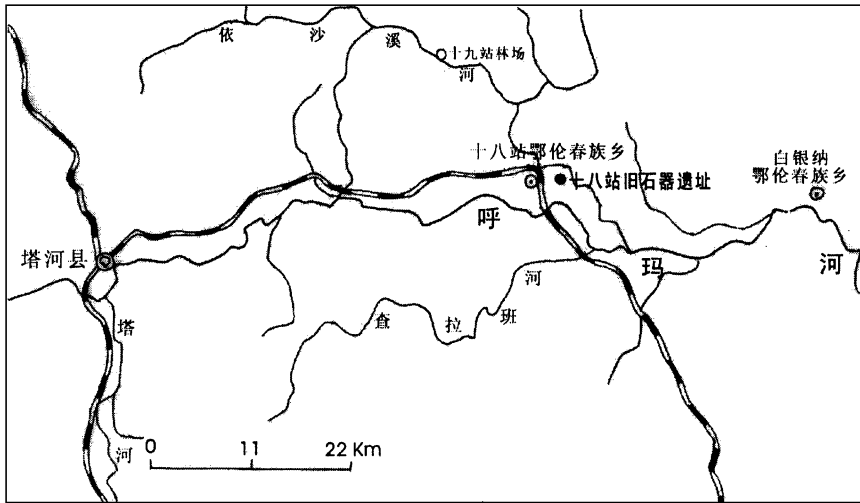 依沙溪河
十九站林场
十八站鄂伦春族乡
十八站旧石器遗址
白银纳
鄂伦春族乡
呼玛河
塔河县
查拉班河
塔河
0 11 22 Km